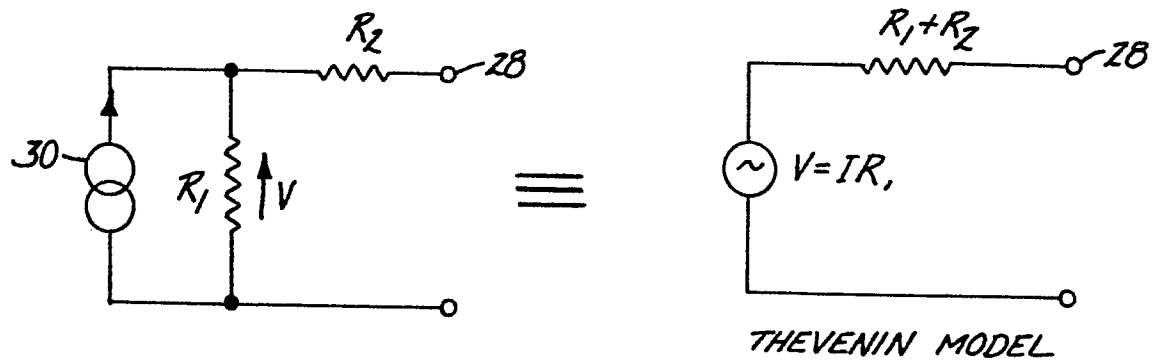 R2
28
30
R1
V
R1+R2
28
V=IR,
THEVENIN MODEL